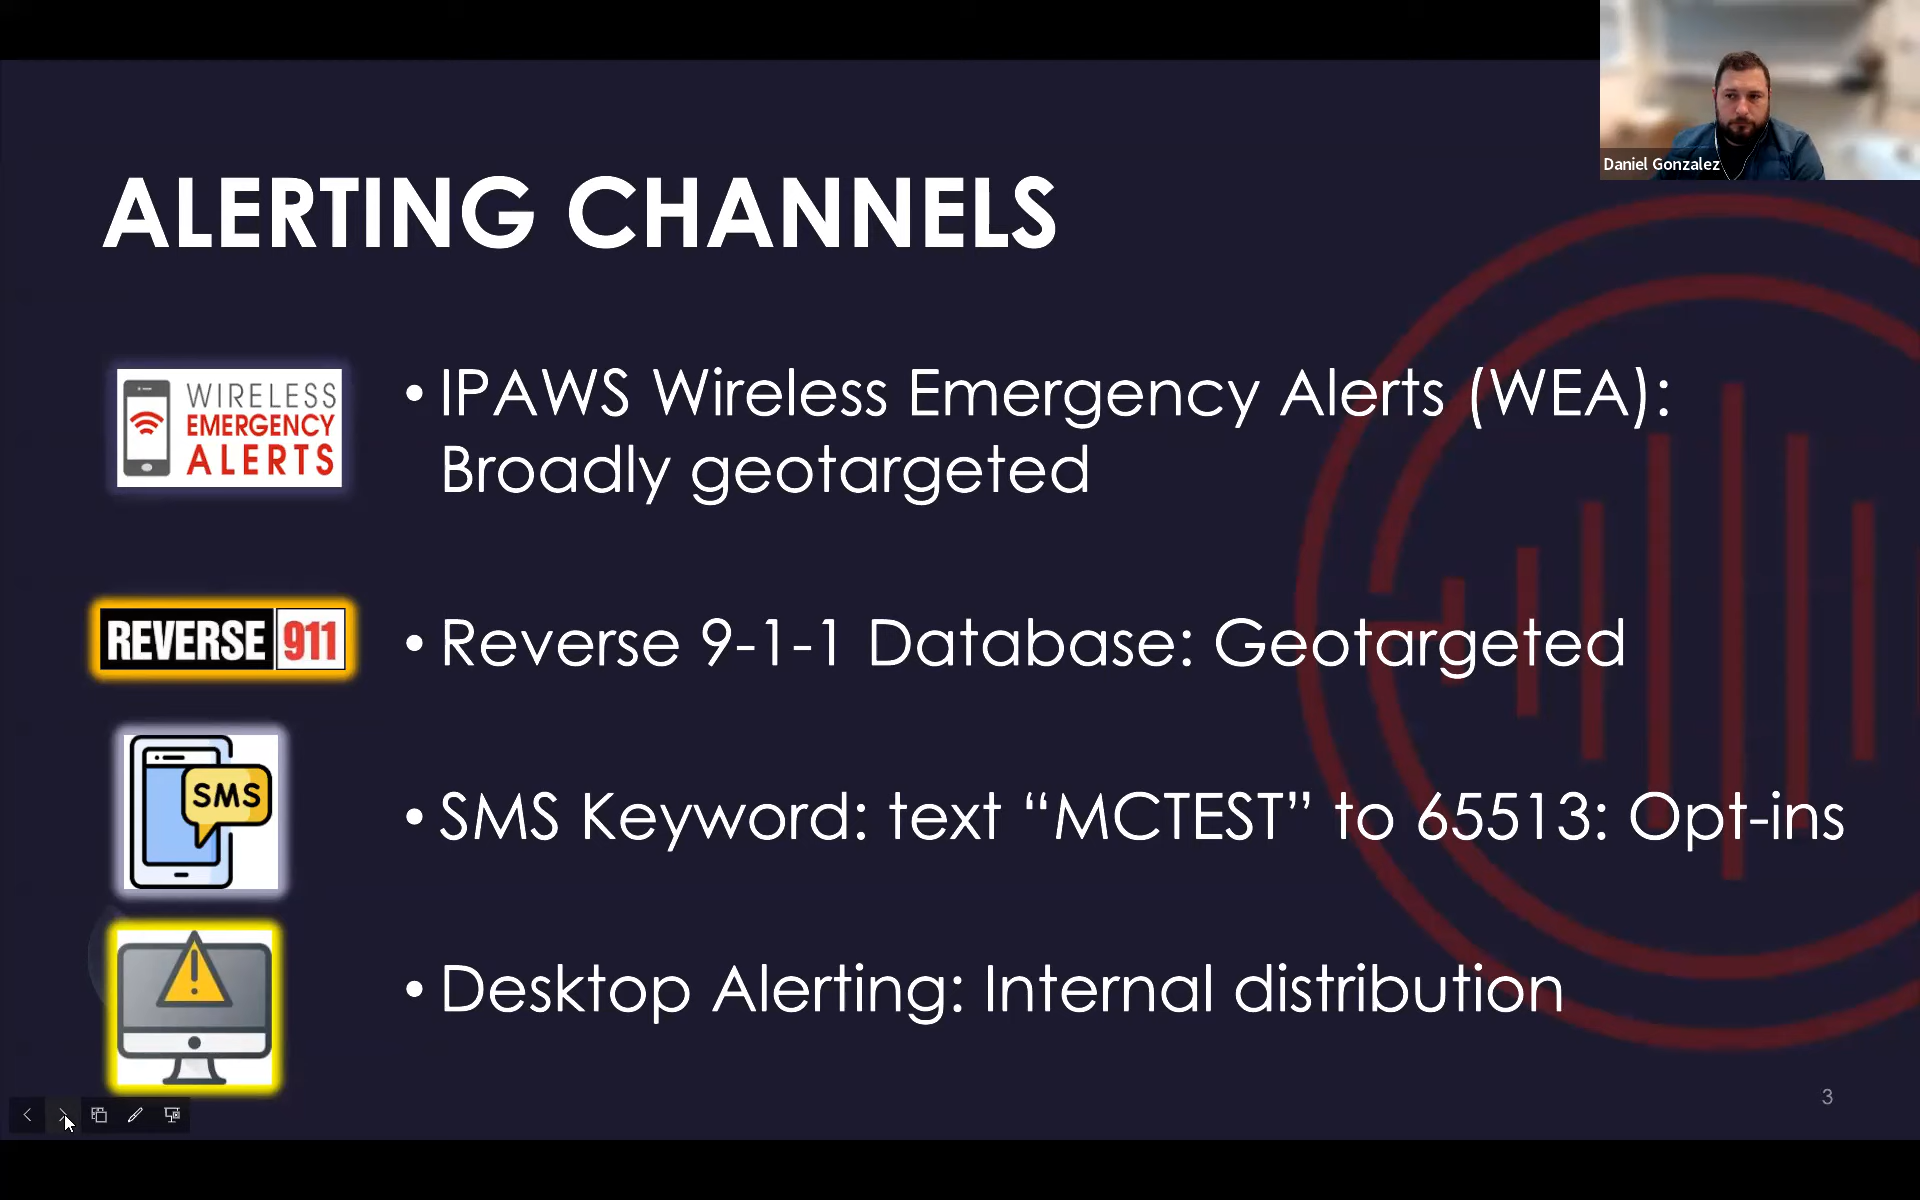 Daniel Gonzalez
ALERTING CHANNELS
WIRELESS
EMERGENCY
ALERTS
• IPAWS Wireless Emergency Alerts (WEA):
Broadly geotargeted
REVERSE 911
• Reverse 9-1-1 Database: Geotargeted
SMS
• SMS Keyword: text “MCTEST” to 65513: Opt-ins
• Desktop Alerting: Internal distribution
3